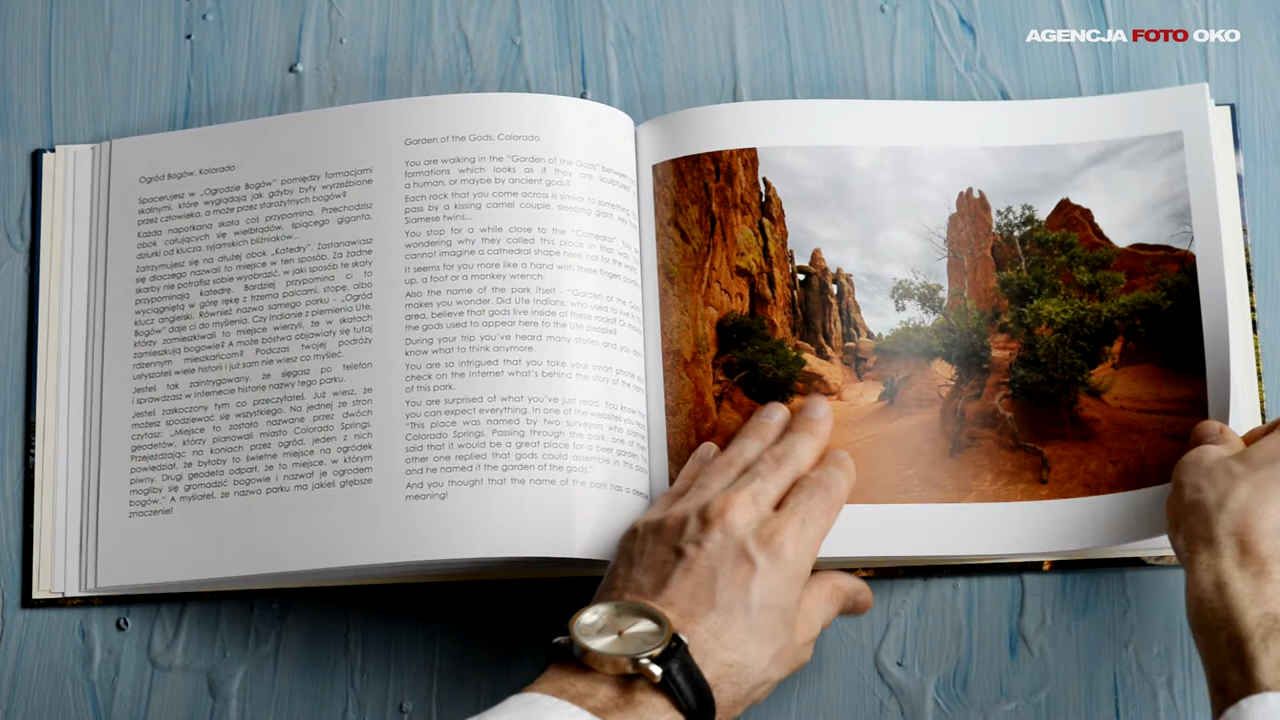 AGENCJA FOTO OKO
Ogród Bogów, Kolorado
Spacerujesz w „Ogrodzie Bogów” pomiędzy formacjami
skalnymi, które wyglądają jak gdyby były wyrzeźbione
przez człowieka, a może przez starożytnych bogów?
Każda napotkana skała coś przypomina. Przechodzisz
obok całujących się wielbłądów, śpiącego giganta,
dziurki od klucza, syjamskich bliźniaków...
Zatrzymujesz się na dłużej obok „Katedry”. Zastanawiasz
się dlaczego nazwali to miejsce w ten sposób. Za żadne
skarby nie potrafisz sobie wyobrazić, w jaki sposób te skały
przypominają katedrę. Bardziej przypomina ci to
wyciągniętą w górę rękę z trzema palcami, stopę, albo
klucz angielski. Również nazwa samego parku - „Ogród
Bogów” daje ci do myślenia. Czy Indianie z plemienia Ute,
którzy zamieszkiwali to miejsce wierzyli, że w skałach
zamieszkują bogowie? A może bóstwa objawiały się tutaj
rdzennym mieszkańcom? Podczas twojej podróży
usłyszałeś wiele historii i już sam nie wiesz co myśleć.
Jesteś tak zaintrygowany, że sięgasz po telefon
i sprawdzasz w internecie historię nazwy tego parku.
Jesteś zaskoczony tym co przeczytałeś. Już wiesz, że
możesz spodziewać się wszystkiego. Na jednej ze stron
czytasz: „Miejsce to zostało nazwane przez dwóch
geodetów, którzy planowali miasto Colorado Springs.
Przejeżdżając na koniach przez ogród, jeden z nich
powiedział, że byłoby to świetne miejsce na ogródek
piwny. Drugi geodeta odparł, że to miejsce, w którym
mogliby się gromadzić bogowie i nazwał je ogrodem
bogów.” A myślałeś, że nazwa parku ma jakieś głębsze
znaczenie!
Garden of the Gods, Colorado
You are walking in the “Garden of the Gods” between
formations which looks as if they are sculptured
a human, or maybe by ancient gods?
Each rock that you come across is similar to something.
pass by a kissing camel couple, sleeping giant, key
Siamese twins...
You stop for a while close to the “Cathedral”. You are
wondering why they called this place in that way. You
cannot imagine a cathedral shape here, not for the
It seems for you more like a hand with three fingers
up, a foot or a monkey wrench.
Also the name of the park itself - “Garden of the God
makes you wonder. Did Ute Indians, who used to live in
area, believe that gods live inside of these rocks? Or
the gods used to appear here to the Ute people?
During your trip you’ve heard many stories and you
know what to think anymore.
You are so intrigued that you take your smart phone
check on the Internet what’s behind the story of the
of this park.
You are surprised of what you’ve just read. You know
you can expect everything. In one of the websites you
“This place was named by two surveyors who
Colorado Springs. Passing through the park, one of
said that it would be a great place for a beer garden.
other one replied that gods could assemble in this
and he named it the garden of the gods.”
And you thought that the name of the park has a
meaning!